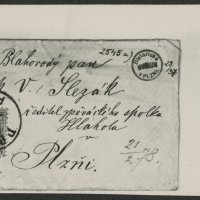 2545 a)
Blahorodý pan
V. Slezák
ředitel pěveckého spolku
Hlahola
v
Plzni.
21/2 78.